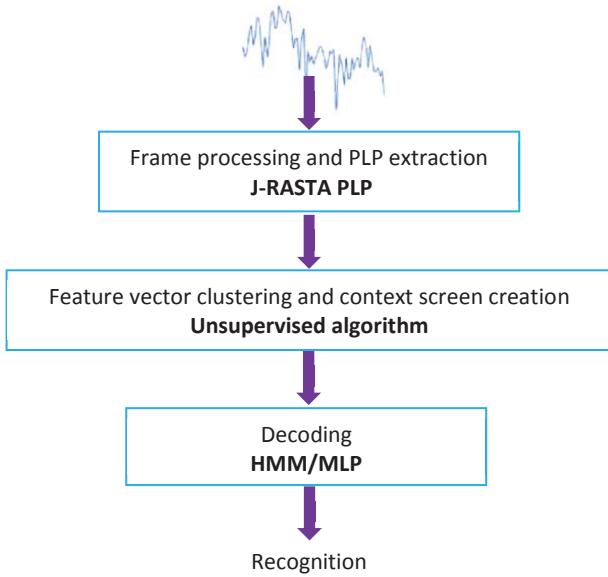 Frame processing and PLP extraction
J-RASTA PLP
Feature vector clustering and context screen creation
Unsupervised algorithm
Decoding
HMM/MLP
Recognition